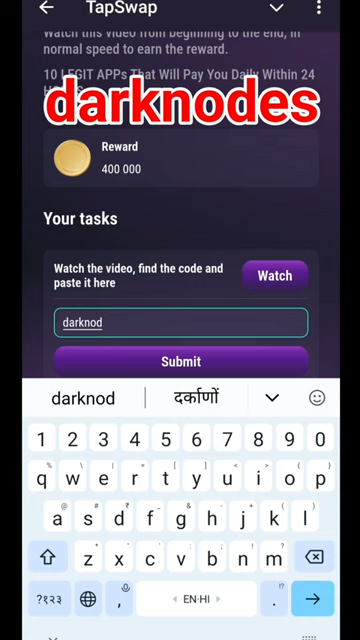 TapSwap
Watch this video from beginning to the end, in
normal speed to earn the reward.
10 LEGIT APPs That Will Pay You Daily Within 24
darknodes
Reward
400 000
Your tasks
Watch the video, find the code and
paste it here
Watch
darknod
Submit
darknod दर्काणों
1 2 3 4 5 6 7 8 9 0
q w e r t y u i o p
a s d f g h j k l
z x c v b n m
?१२३ , EN·HI .